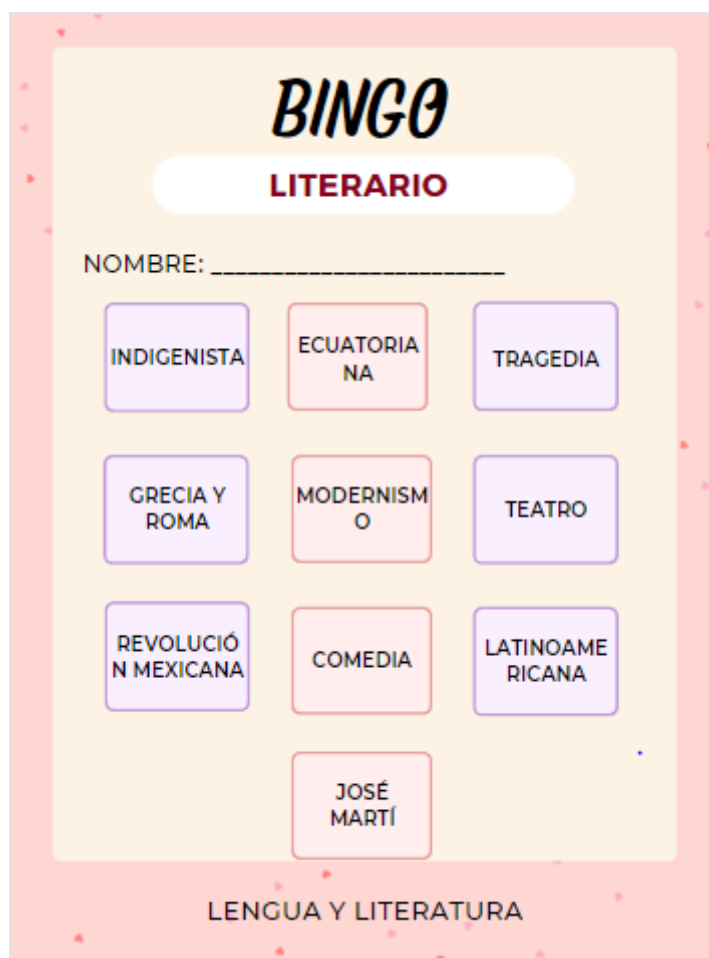 BINGO
LITERARIO
NOMBRE: ________________________
INDIGENISTA
ECUATORIA
NA
TRAGEDIA
GRECIA Y
ROMA
MODERNISM
O
TEATRO
REVOLUCIÓ
N MEXICANA
COMEDIA
LATINOAME
RICANA
JOSÉ
MARTÍ
LENGUA Y LITERATURA